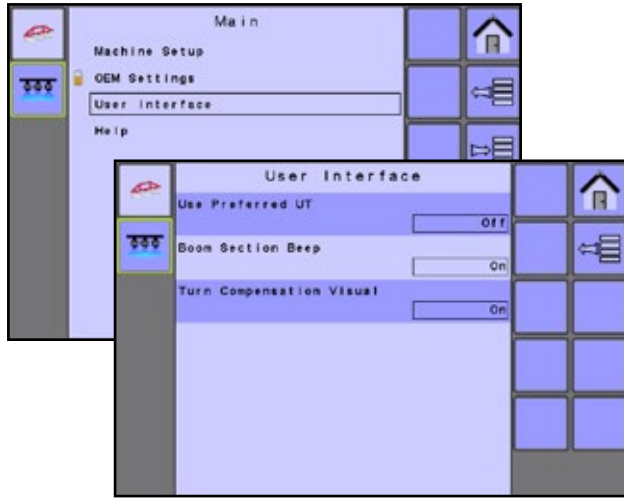 Main
Machine Setup
OEM Settings
User Interface
Help
User Interface
Use Preferred UT
Off
Boom Section Beep
On
Turn Compensation Visual
On